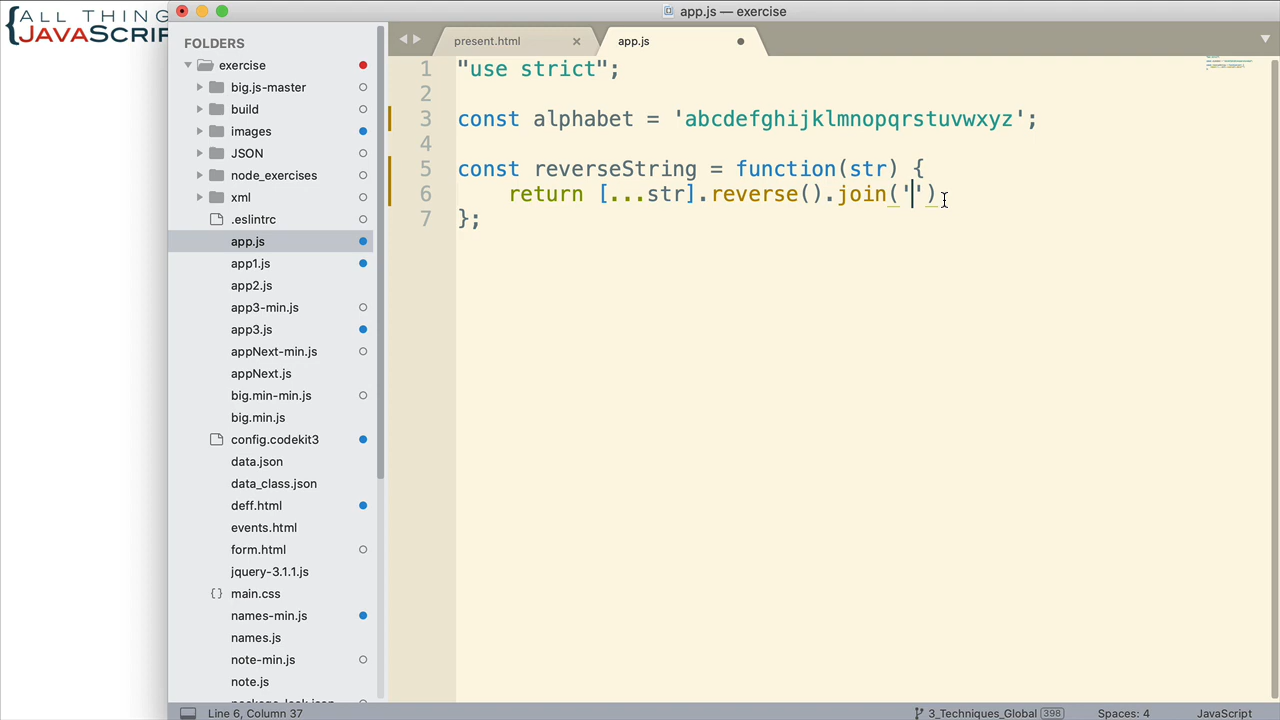 {ALL THING
JAVASCRIPT
app.js — exercise
FOLDERS
exercise
big.js-master
build
images
JSON
node_exercises
xml
.eslintrc
app.js
app1.js
app2.js
app3-min.js
app3.js
appNext-min.js
appNext.js
big.min-min.js
big.min.js
config.codekit3
data.json
data_class.json
deff.html
events.html
form.html
jquery-3.1.1.js
{} main.css
names-min.js
names.js
note-min.js
note.js
present.html
app.js
1 "use strict";
2
3 const alphabet = 'abcdefghijklmnopqrstuvwxyz';
4
5 const reverseString = function(str) {
6 return [...str].reverse().join('')
7 };
Line 6, Column 37
3_Techniques_Global 398
Spaces: 4
JavaScript